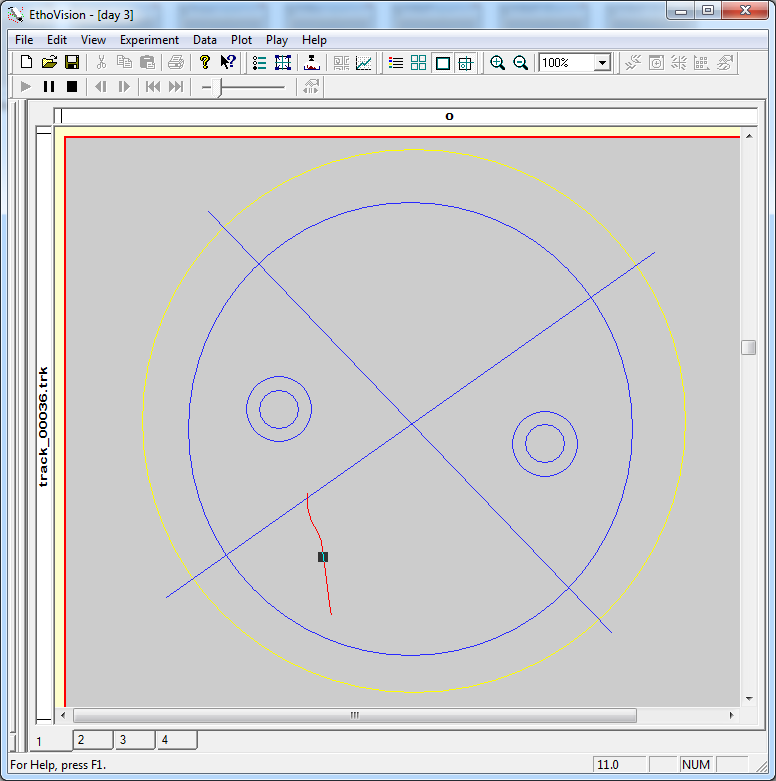 EthoVision - [day 3]
File Edit View Experiment Data Plot Play Help
100%
o
track_00036.trk
1 2 3 4
For Help, press F1.
11.0
NUM